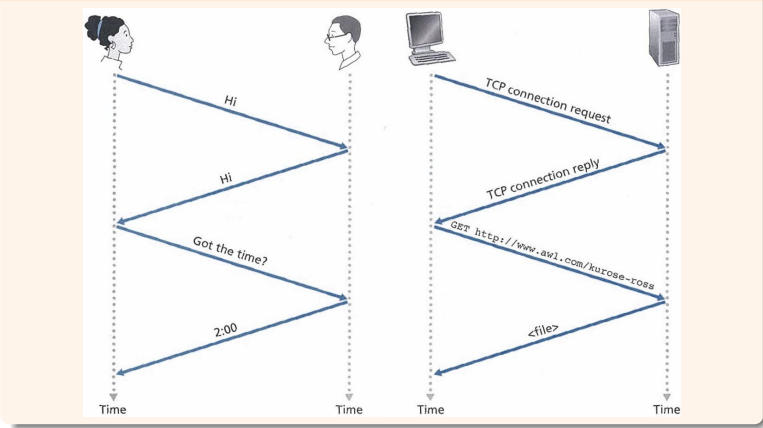 Hi
Hi
Got the time?
2:00
Time
Time
TCP connection request
TCP connection reply
GET http://www.awl.com/kurose-ross
<file>
Time
Time